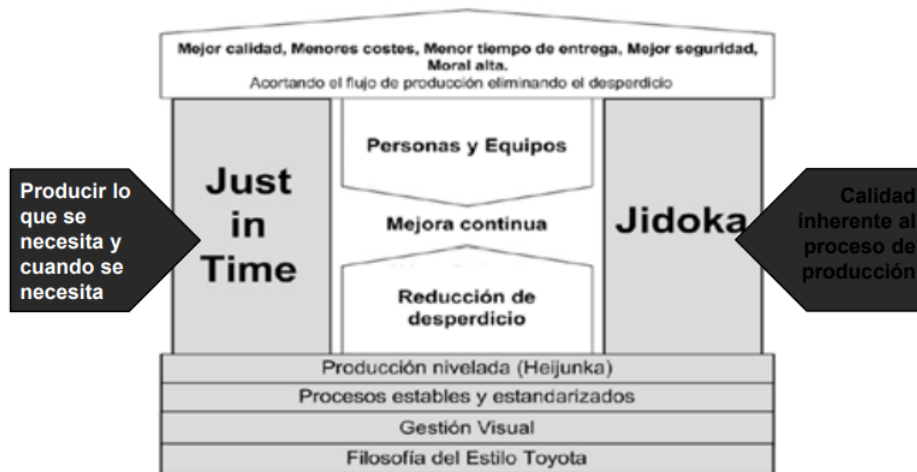 Mejor calidad, Menores costes, Menor tiempo de entrega, Mejor seguridad,
Moral alta.
Acortando el flujo de producción eliminando el desperdicio
Producir lo
que se
necesita y
cuando se
necesita
Just
in
Time
Personas y Equipos
Mejora continua
Reducción de
desperdicio
Jidoka
Calidad
inherente al
proceso de
producción
Producción nivelada (Heijunka)
Procesos estables y estandarizados
Gestión Visual
Filosofía del Estilo Toyota